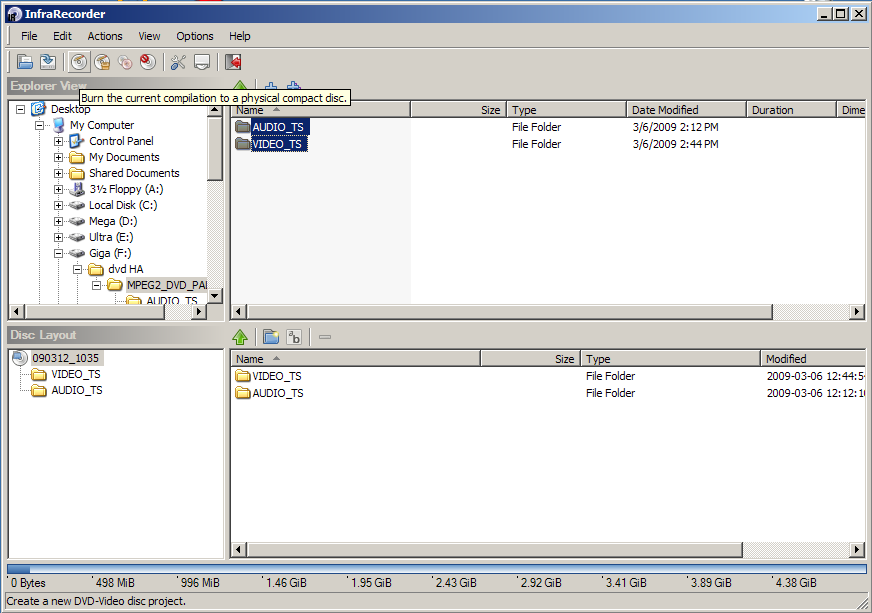 InfraRecorder
File Edit Actions View Options Help
Explorer View
Burn the current compilation to a physical compact disc.
Desktop
My Computer
Control Panel
My Documents
Shared Documents
3½ Floppy (A:)
Local Disk (C:)
Mega (D:)
Ultra (E:)
Giga (F:)
dvd HA
MPEG2_DVD_PAL
AUDIO_TS
Name Size Type Date Modified Duration Dime
AUDIO_TS File Folder 3/6/2009 2:12 PM
VIDEO_TS File Folder 3/6/2009 2:44 PM
Disc Layout
090312_1035
VIDEO_TS
AUDIO_TS
a b
Name Size Type Modified
VIDEO_TS File Folder 2009-03-06 12:44:5
AUDIO_TS File Folder 2009-03-06 12:12:1
0 Bytes 498 MiB 996 MiB 1.46 GiB 1.95 GiB 2.43 GiB 2.92 GiB 3.41 GiB 3.89 GiB 4.38 GiB
Create a new DVD-Video disc project.